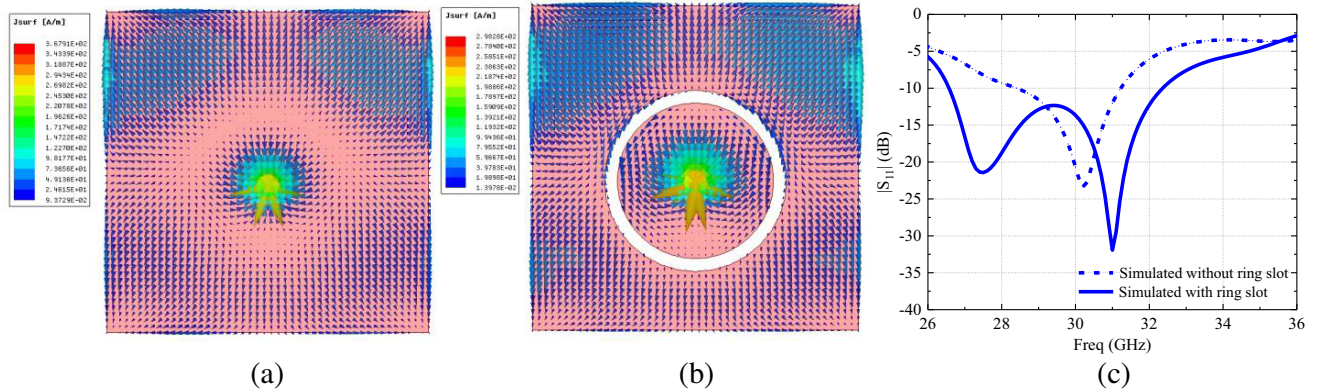 Jsurf [A/m]
3.6791E+02
3.4339E+02
3.1887E+02
2.9434E+02
2.6982E+02
2.4530E+02
2.2078E+02
1.9626E+02
1.7174E+02
1.4722E+02
1.2270E+02
9.8177E+01
7.3656E+01
4.9136E+01
2.4615E+01
9.3729E-02
(a)
Jsurf [A/m]
2.9828E+02
2.7840E+02
2.5851E+02
2.3863E+02
2.1874E+02
1.9886E+02
1.7897E+02
1.5909E+02
1.3921E+02
1.1932E+02
9.9436E+01
7.9552E+01
5.9667E+01
3.9783E+01
1.9898E+01
1.3978E-02
(b)
|S11| (dB)
0
-5
-10
-15
-20
-25
-30
-35
-40
Simulated without ring slot
Simulated with ring slot
26 28 30 32 34 36
Freq (GHz)
(c)